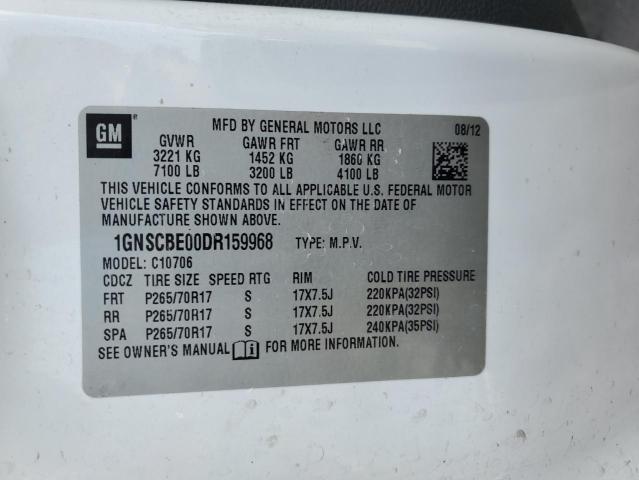 GM ®
MFD BY GENERAL MOTORS LLC 08/12
GVWR GAWR FRT GAWR RR
3221 KG 1452 KG 1860 KG
7100 LB 3200 LB 4100 LB
THIS VEHICLE CONFORMS TO ALL APPLICABLE U.S. FEDERAL MOTOR
VEHICLE SAFETY STANDARDS IN EFFECT ON THE DATE OF
MANUFACTURE SHOWN ABOVE.
1GNSCBE00DR159968 TYPE: M.P.V.
MODEL: C10706
CDCZ TIRE SIZE SPEED RTG RIM COLD TIRE PRESSURE
FRT P265/70R17 S 17X7.5J 220KPA(32PSI)
RR P265/70R17 S 17X7.5J 220KPA(32PSI)
SPA P265/70R17 S 17X7.5J 240KPA(35PSI)
SEE OWNER'S MANUAL i FOR MORE INFORMATION.